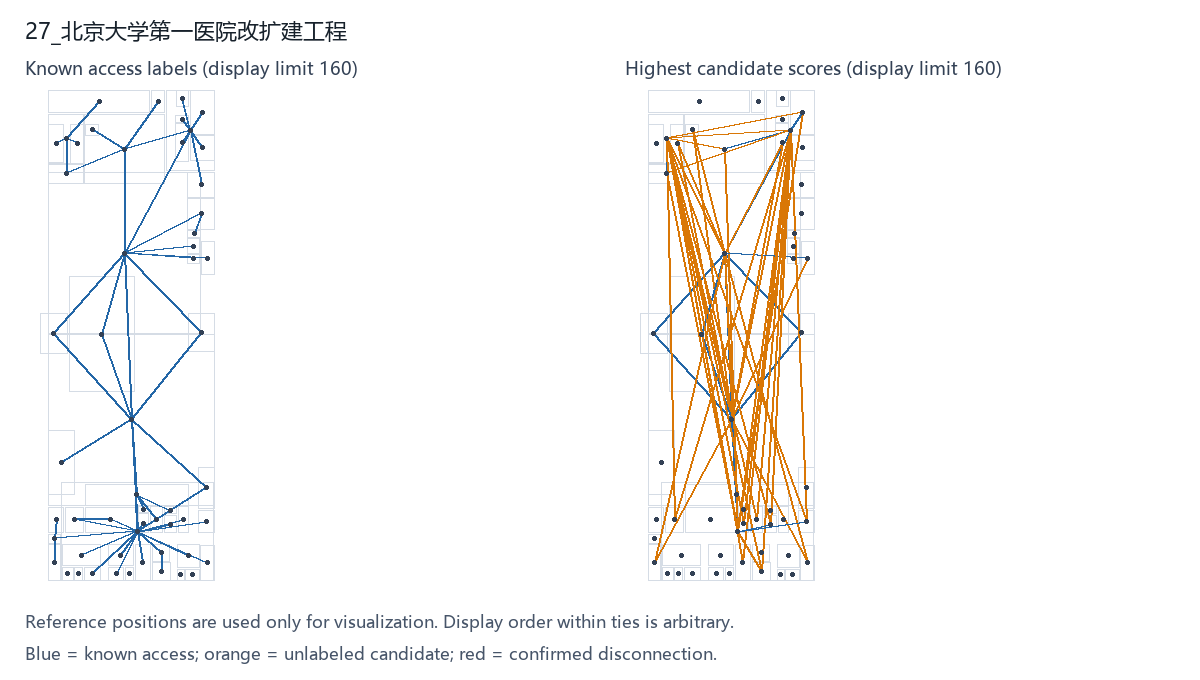 27_北京大学第一医院改扩建工程
Known access labels (display limit 160)
Highest candidate scores (display limit 160)
Reference positions are used only for visualization. Display order within ties is arbitrary.
Blue = known access; orange = unlabeled candidate; red = confirmed disconnection.